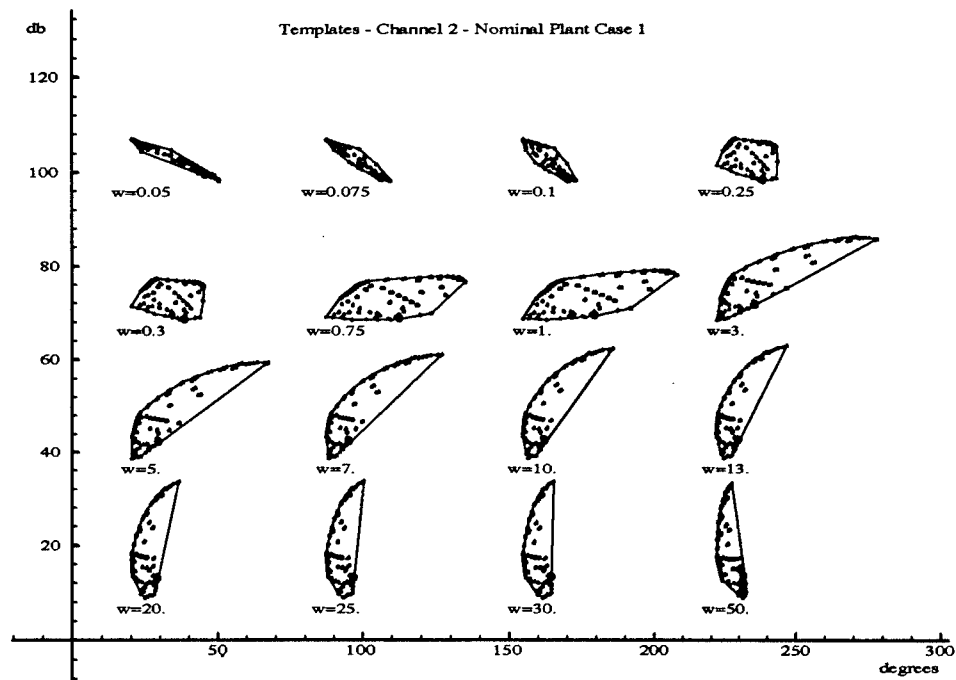 db
Templates - Channel 2 - Nominal Plant Case 1
120
100
w=0.05 w=0.075 w=0.1 w=0.25
80
w=0.3 w=0.75 w=1. w=3.
60
40
w=5. w=7. w=10. w=13.
20
w=20. w=25. w=30. w=50.
50 100 150 200 250 300
degrees